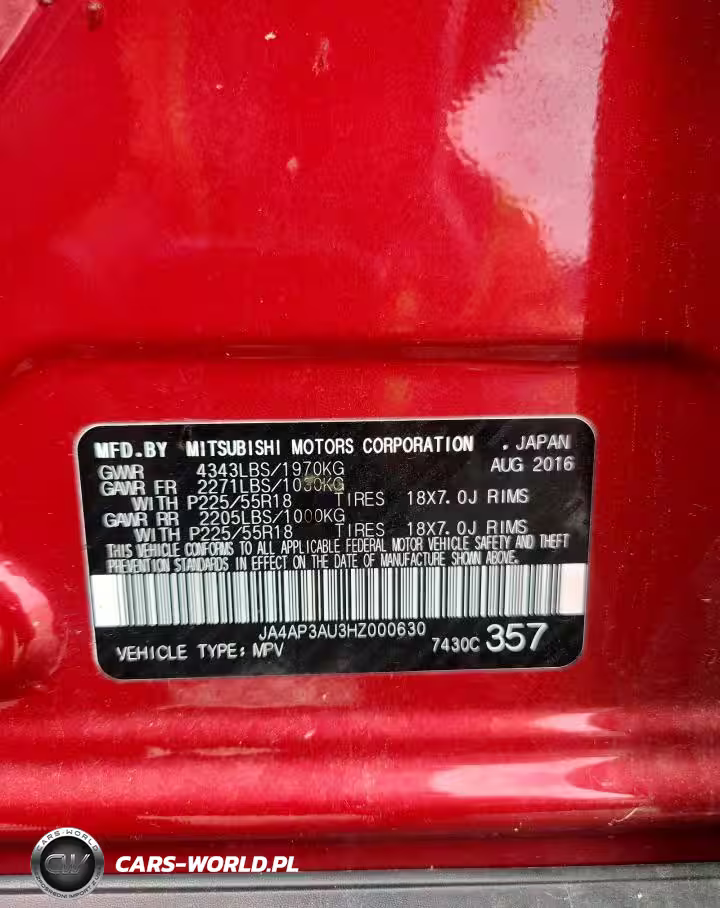 MFD.BY MITSUBISHI MOTORS CORPORATION . JAPAN
GVWR 4343LBS/1970KG AUG 2016
GAWR FR 2271LBS/1030KG
WITH P225/55R18 TIRES 18X7.0J RIMS
GAWR RR 2205LBS/1000KG
WITH P225/55R18 TIRES 18X7.0J RIMS
THIS VEHICLE CONFORMS TO ALL APPLICABLE FEDERAL MOTOR VEHICLE SAFETY AND THEFT
PREVENTION STANDARDS IN EFFECT ON THE DATE OF MANUFACTURE SHOWN ABOVE.
JA4AP3AU3HZ000630
VEHICLE TYPE: MPV 7430C 357
CARS-WORLD
CW
CARS-WORLD.PL